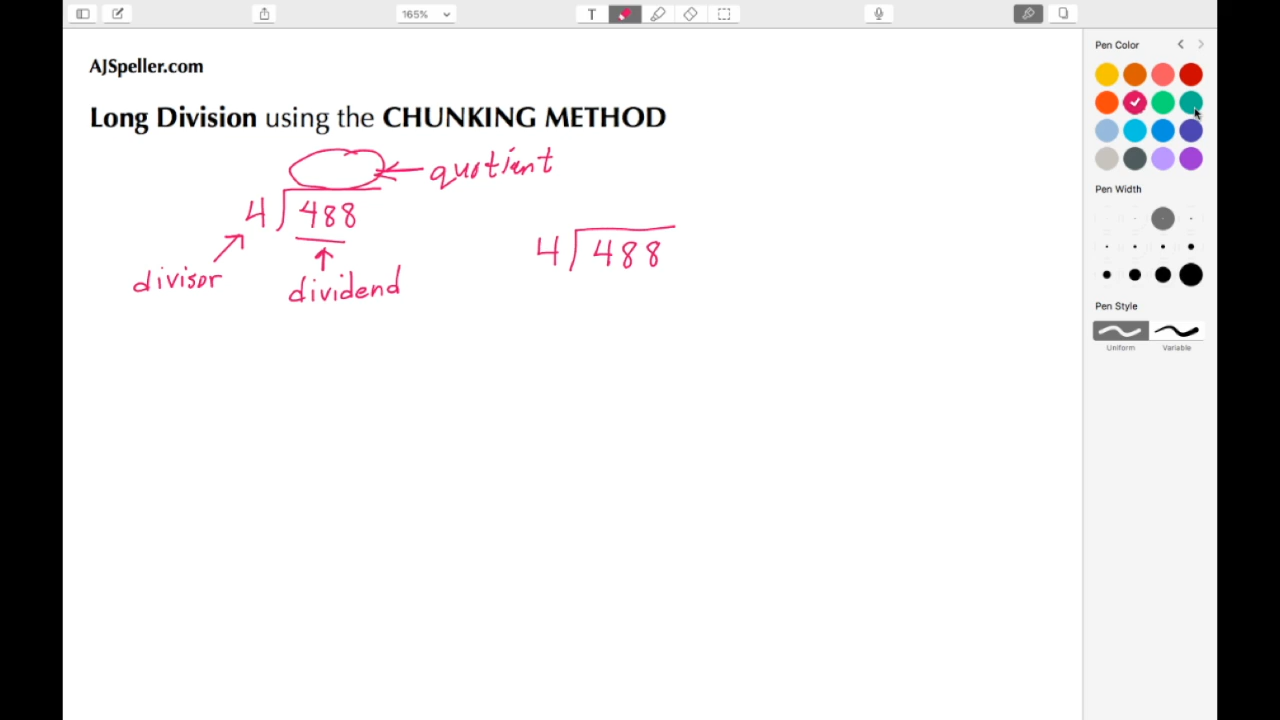 T
165%
Pen Color
AJSpeller.com
Long Division using the CHUNKING METHOD
quotient
4 488
divisor
dividend
4 488
Pen Width
Pen Style
Uniform Variable